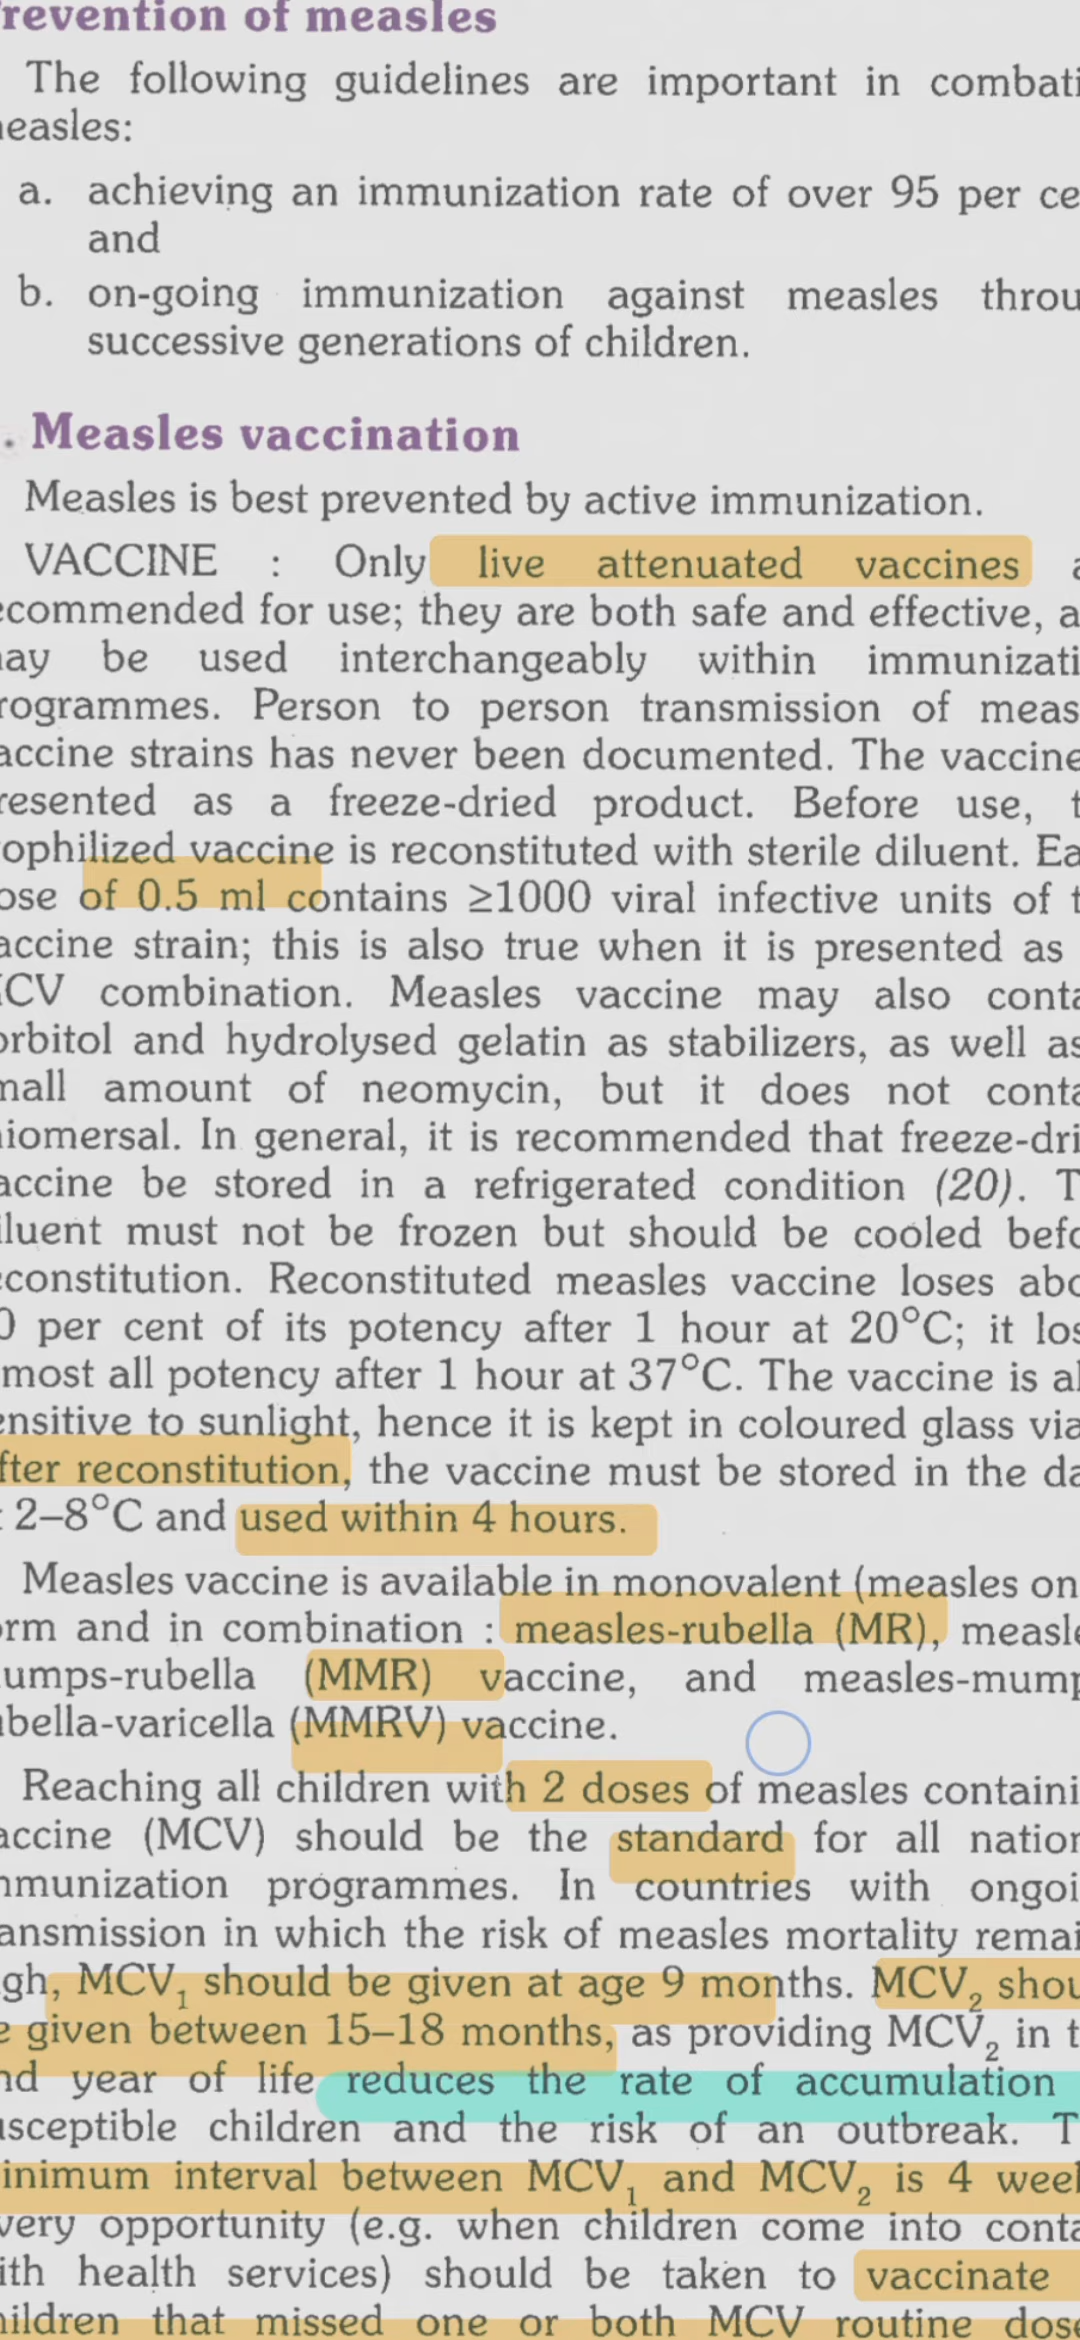 revention of measles
The following guidelines are important in combati
easles:
a. achieving an immunization rate of over 95 per ce
and
b. on-going immunization against measles throu
successive generations of children.
. Measles vaccination
Measles is best prevented by active immunization.
VACCINE : Only live attenuated vaccines a
ecommended for use; they are both safe and effective, a
ay be used interchangeably within immunizati
rogrammes. Person to person transmission of meas
accine strains has never been documented. The vaccine
resented as a freeze-dried product. Before use, t
ophilized vaccine is reconstituted with sterile diluent. Ea
ose of 0.5 ml contains ≥1000 viral infective units of t
accine strain; this is also true when it is presented as
CV combination. Measles vaccine may also conta
orbitol and hydrolysed gelatin as stabilizers, as well as
mall amount of neomycin, but it does not conta
iomersal. In general, it is recommended that freeze-dri
accine be stored in a refrigerated condition (20). T
iluent must not be frozen but should be cooled befo
econstitution. Reconstituted measles vaccine loses abo
0 per cent of its potency after 1 hour at 20°C; it los
most all potency after 1 hour at 37°C. The vaccine is al
ensitive to sunlight, hence it is kept in coloured glass via
fter reconstitution, the vaccine must be stored in the da
t 2–8°C and used within 4 hours.
Measles vaccine is available in monovalent (measles on
orm and in combination : measles-rubella (MR), measle
umps-rubella (MMR) vaccine, and measles-mump
ubella-varicella (MMRV) vaccine.
Reaching all children with 2 doses of measles containi
accine (MCV) should be the standard for all nation
mmunization programmes. In countries with ongoi
ansmission in which the risk of measles mortality remai
gh, MCV₁ should be given at age 9 months. MCV₂ shou
e given between 15–18 months, as providing MCV₂ in t
nd year of life reduces the rate of accumulation
usceptible children and the risk of an outbreak. T
inimum interval between MCV₁ and MCV₂ is 4 week
very opportunity (e.g. when children come into conta
ith health services) should be taken to vaccinate
hildren that missed one or both MCV routine dose